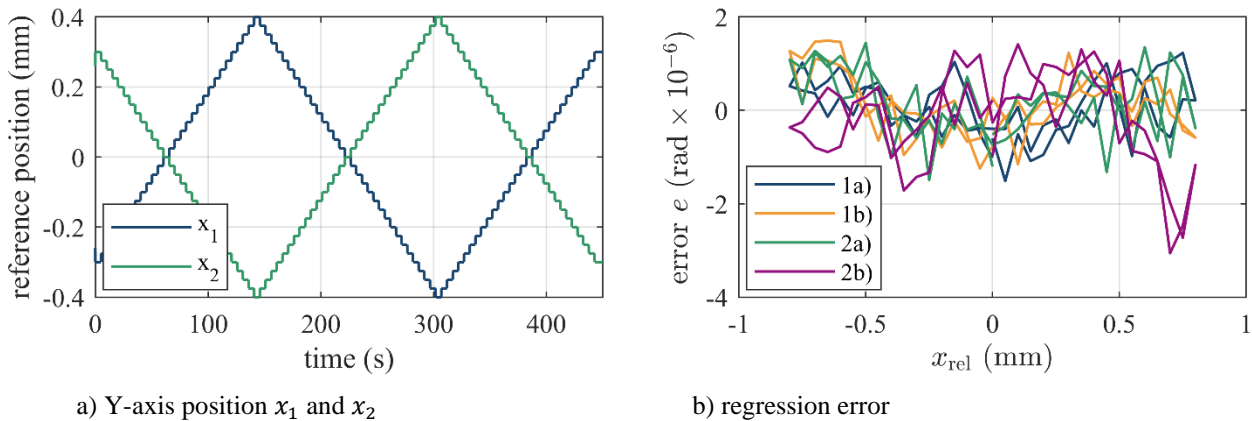 reference position (mm)
0.4
0.2
0
-0.2
-0.4
x₁
x₂
0 100 200 300 400
time (s)
a) Y-axis position x₁ and x₂
error e (rad × 10⁻⁶)
2
0
-2
-4
1a)
1b)
2a)
2b)
-1 -0.5 0 0.5 1
x_rel (mm)
b) regression error